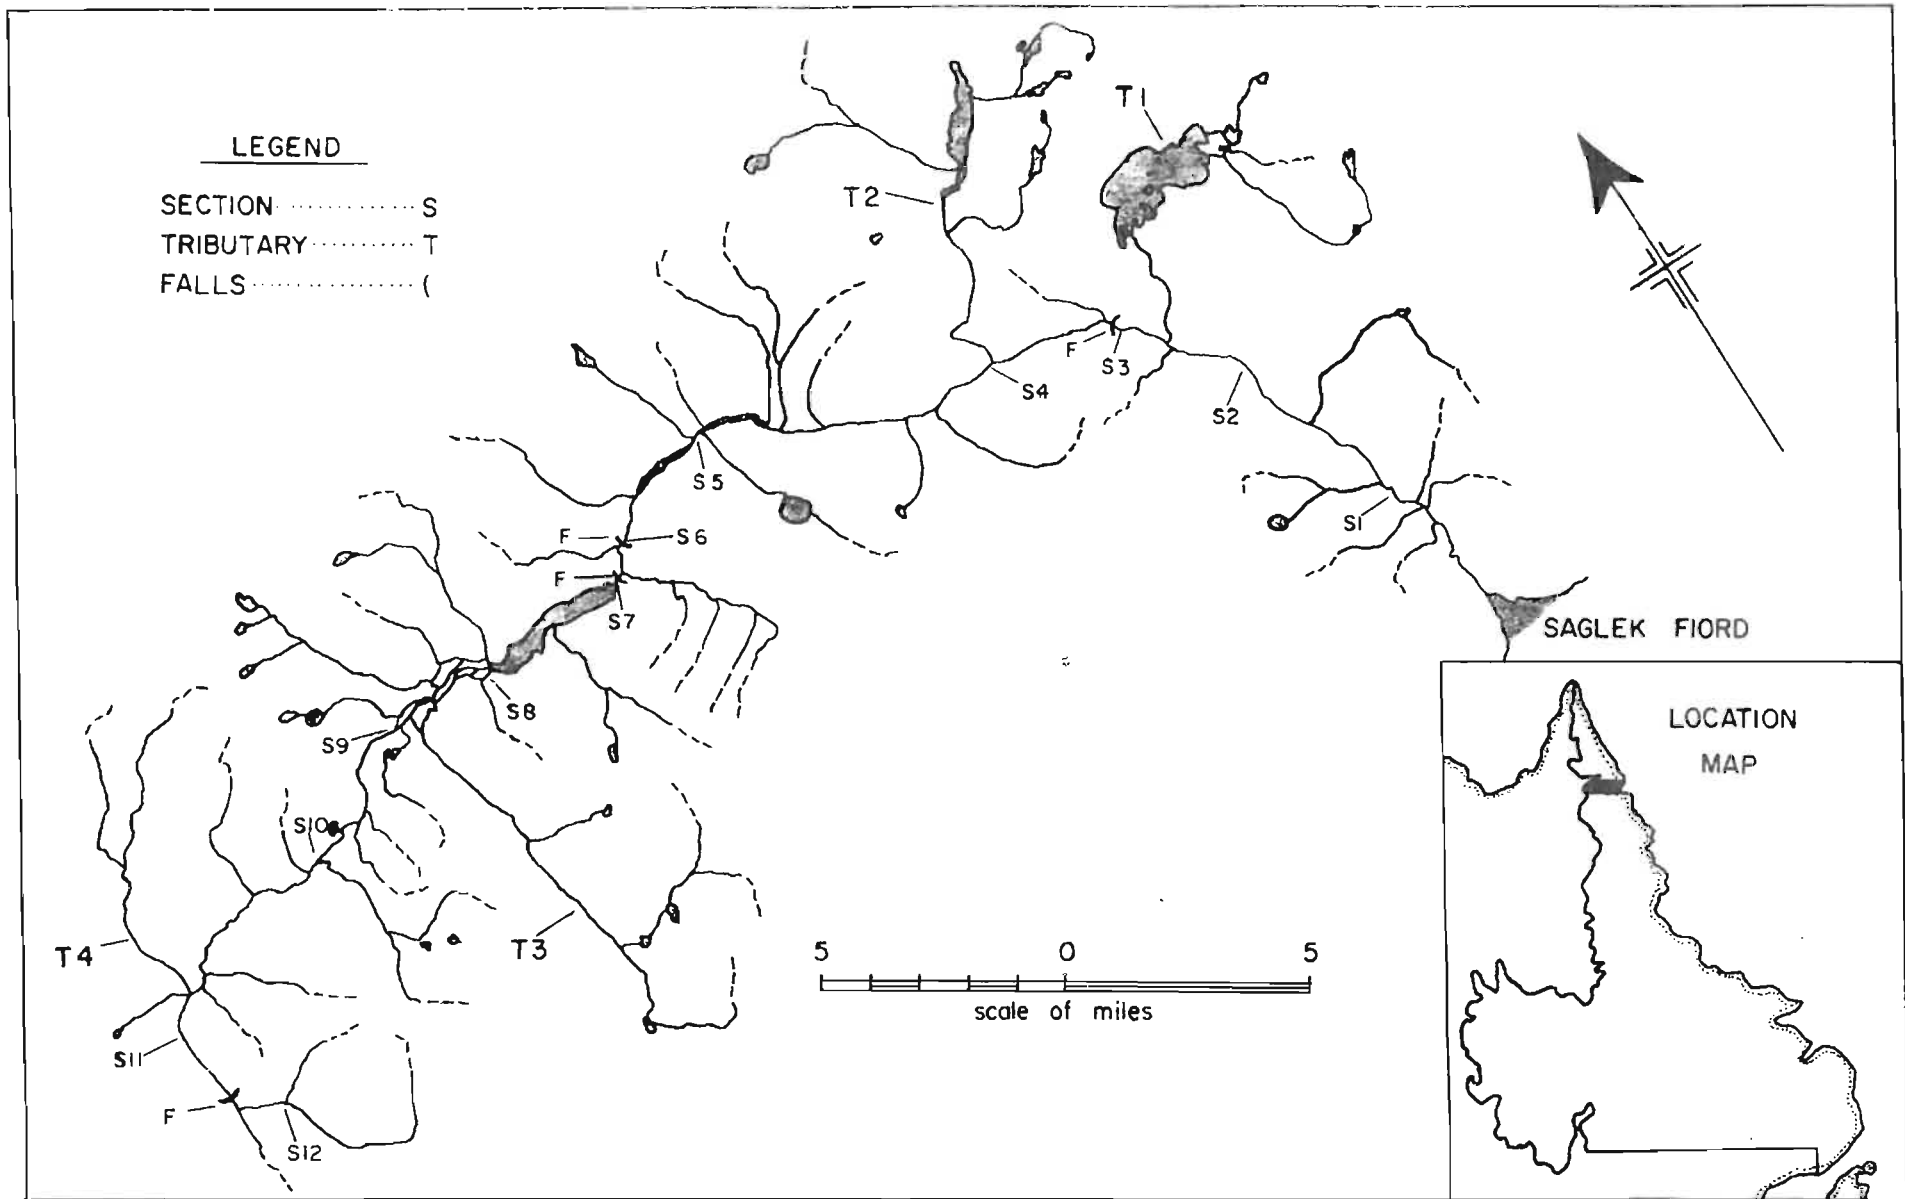 LEGEND
SECTION ············· S
TRIBUTARY ·········· T
FALLS ················ (
T1
T2
F
S3
S4
S2
S5
S1
F
S6
F
S7
SAGLEK FIORD
S8
S9
S10
T3
T4
S11
F
S12
5 0 5
scale of miles
LOCATION
MAP